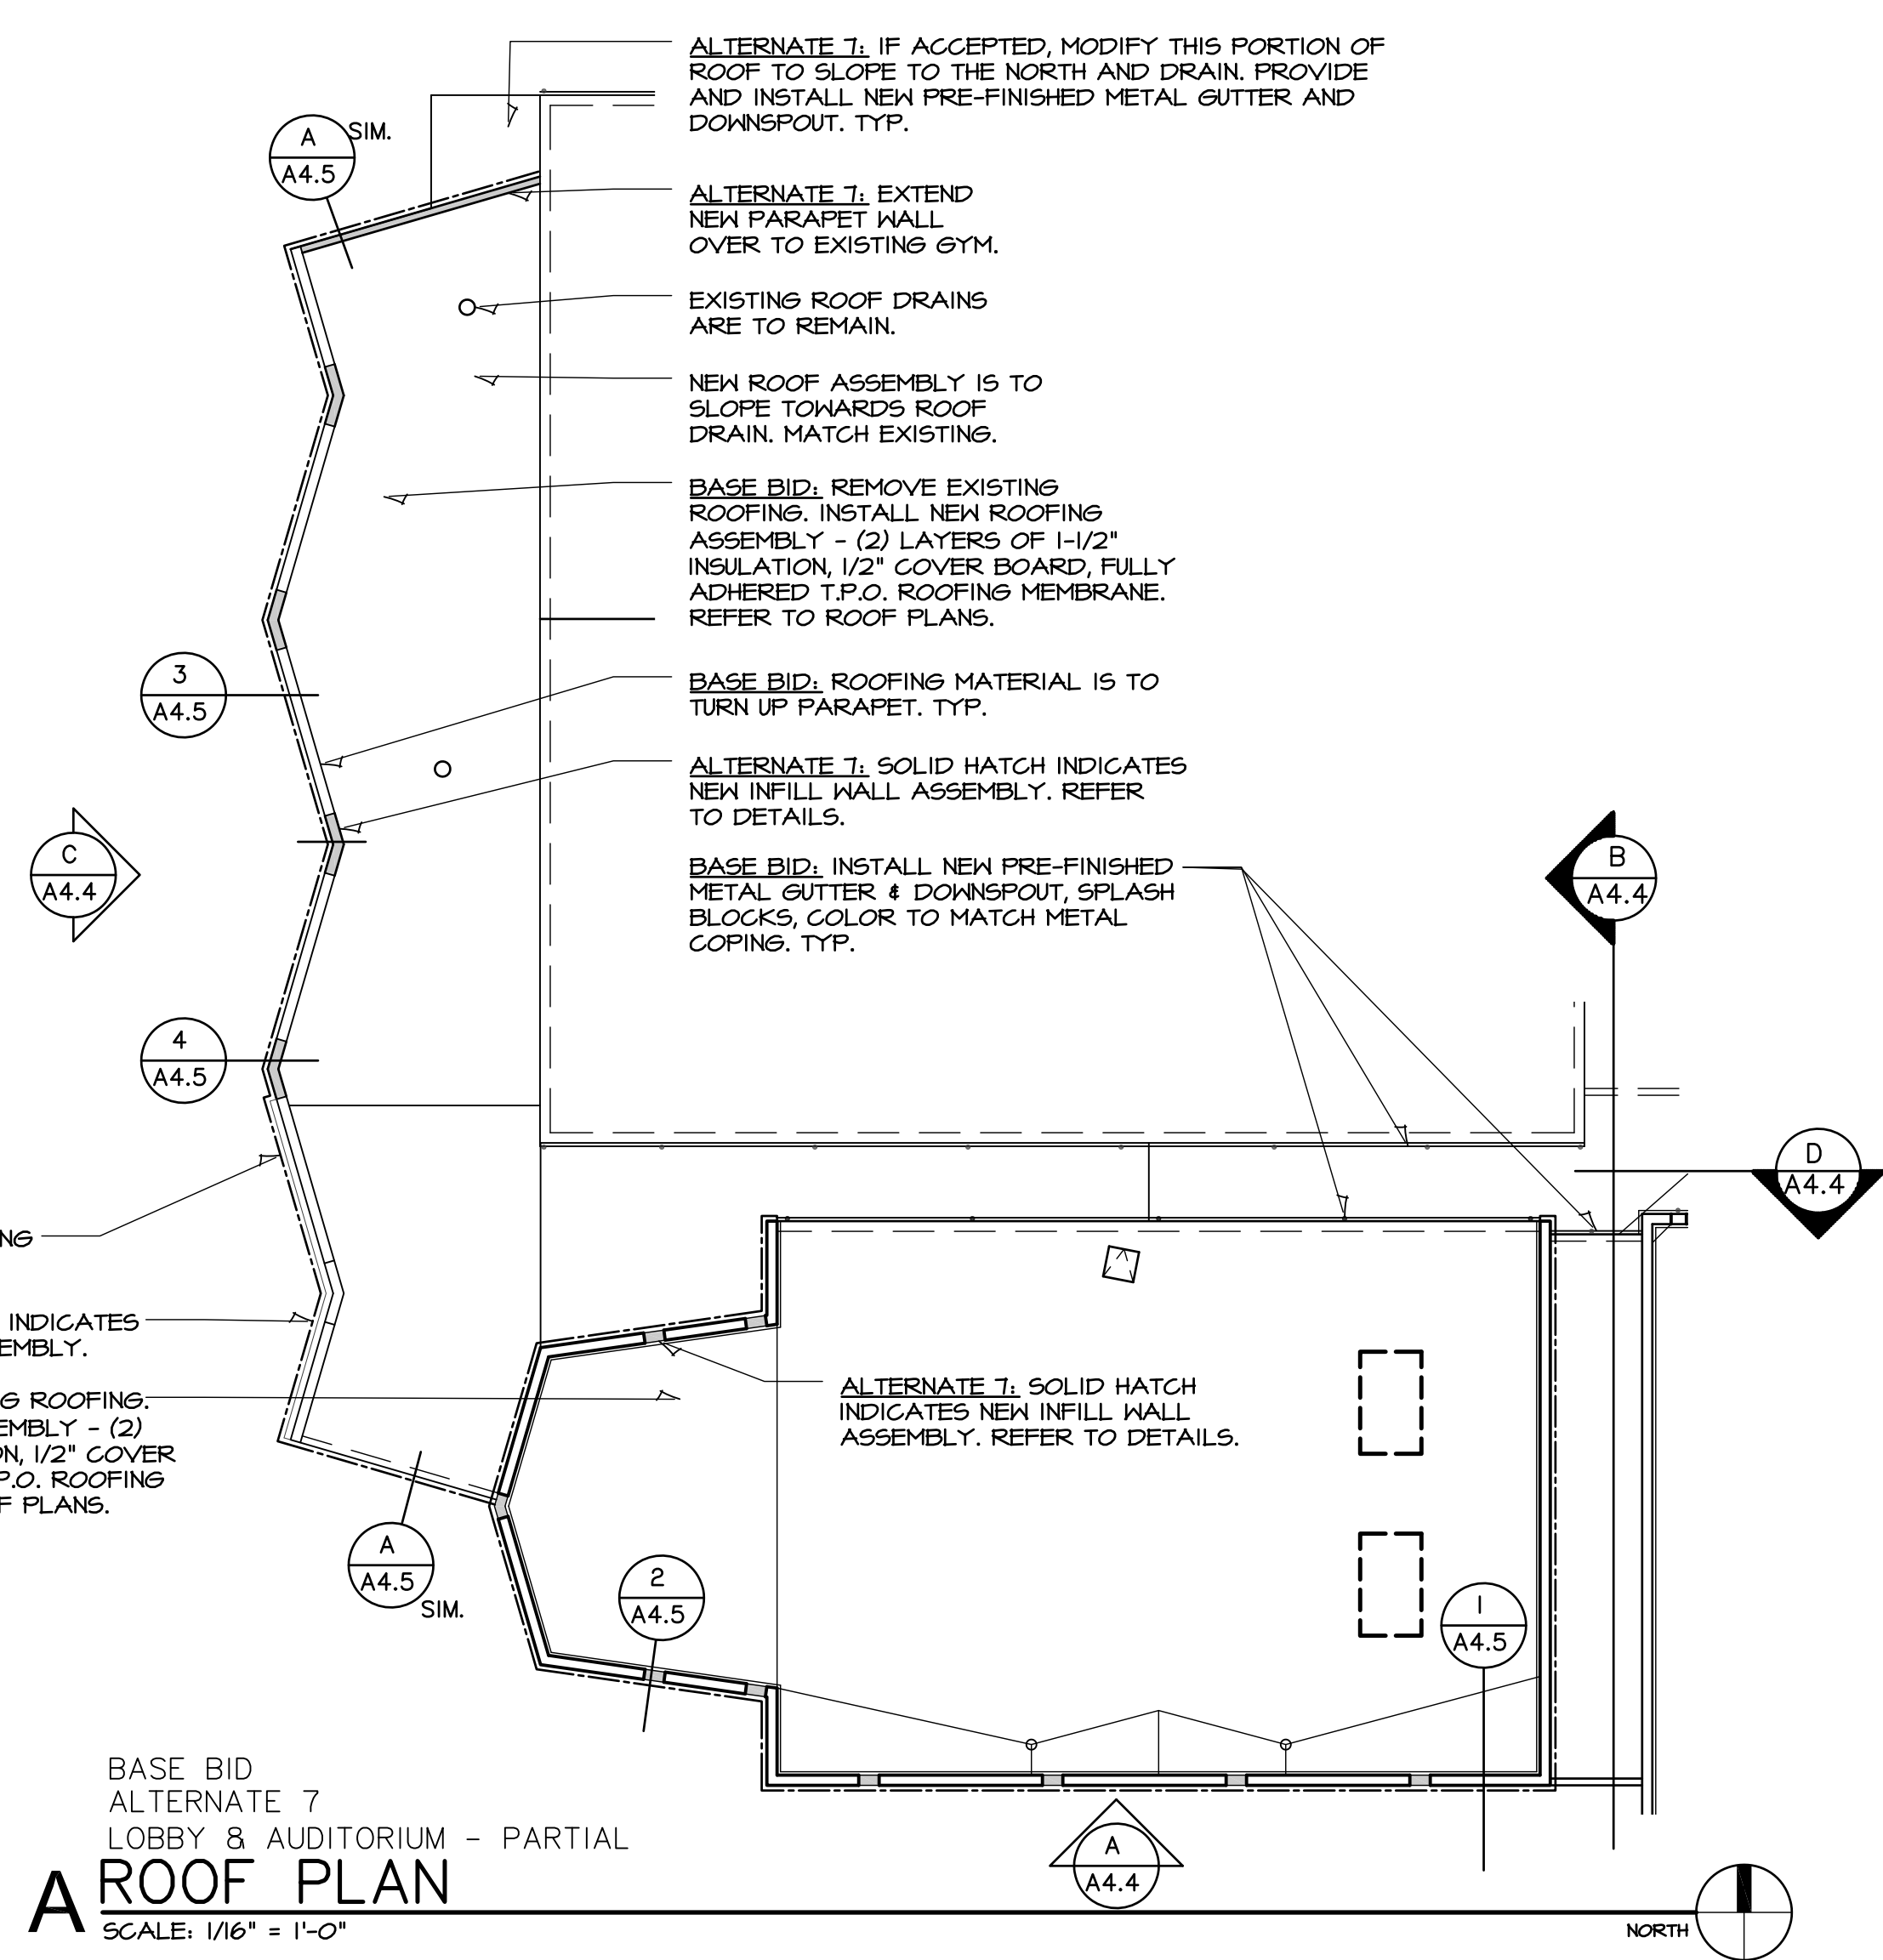 ALTERNATE 7: IF ACCEPTED, MODIFY THIS PORTION OF
ROOF TO SLOPE TO THE NORTH AND DRAIN. PROVIDE
AND INSTALL NEW PRE-FINISHED METAL GUTTER AND
DOWNSPOUT. TYP.
A
SIM.
A4.5
ALTERNATE 7: EXTEND
NEW PARAPET WALL
OVER TO EXISTING GYM.
EXISTING ROOF DRAINS
ARE TO REMAIN.
NEW ROOF ASSEMBLY IS TO
SLOPE TOWARDS ROOF
DRAIN. MATCH EXISTING.
BASE BID: REMOVE EXISTING
ROOFING. INSTALL NEW ROOFING
ASSEMBLY - (2) LAYERS OF 1-1/2"
INSULATION, 1/2" COVER BOARD, FULLY
ADHERED T.P.O. ROOFING MEMBRANE.
REFER TO ROOF PLANS.
3
A4.5
BASE BID: ROOFING MATERIAL IS TO
TURN UP PARAPET. TYP.
ALTERNATE 7: SOLID HATCH INDICATES
NEW INFILL WALL ASSEMBLY. REFER
TO DETAILS.
C
A4.4
BASE BID: INSTALL NEW PRE-FINISHED
METAL GUTTER & DOWNSPOUT, SPLASH
BLOCKS, COLOR TO MATCH METAL
COPING. TYP.
B
A4.4
4
A4.5
D
A4.4
NG
INDICATES
EMBLY.
G ROOFING.
EMBLY - (2)
ON, 1/2" COVER
P.O. ROOFING
F PLANS.
ALTERNATE 7: SOLID HATCH
INDICATES NEW INFILL WALL
ASSEMBLY. REFER TO DETAILS.
A
A4.5
SIM.
2
A4.5
1
A4.5
A
A4.4
BASE BID
ALTERNATE 7
LOBBY & AUDITORIUM - PARTIAL
A ROOF PLAN
SCALE: 1/16" = 1'-0"
NORTH